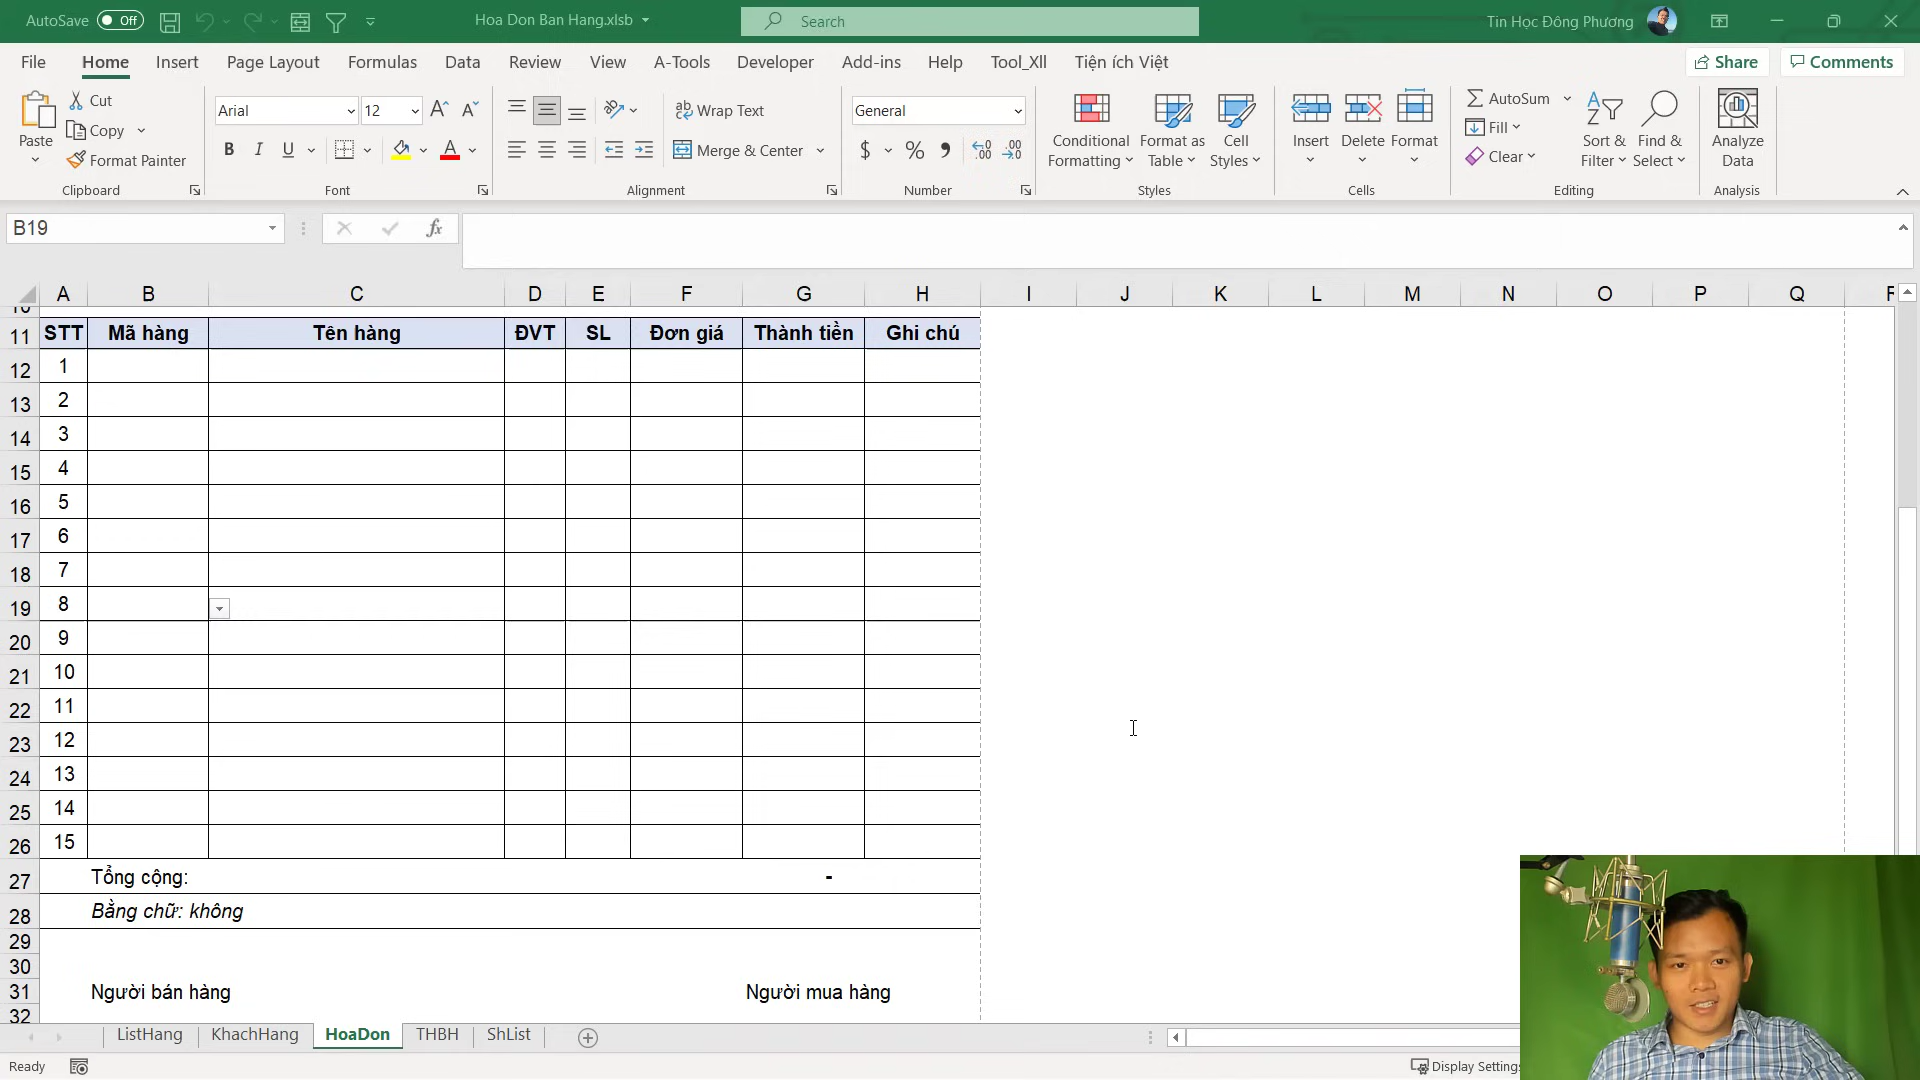 AutoSave Off Hoa Don Ban Hang.xlsb Search Tin Học Đông Phương
File Home Insert Page Layout Formulas Data Review View A-Tools Developer Add-ins Help Tool_Xll Tiện ích Việt Share Comments
Paste Cut Copy Format Painter
Clipboard
Arial 12
B I U A
Font
Wrap Text
Merge & Center
Alignment
General
$ % ,
Number
Conditional Formatting Format as Table Cell Styles
Styles
Insert Delete Format
Cells
AutoSum Fill Clear Sort & Filter Find & Select
Editing
Analyze Data
Analysis
B19 fx
A B C D E F G H I J K L M N O P Q
11 STT Mã hàng Tên hàng ĐVT SL Đơn giá Thành tiền Ghi chú
12 1
13 2
14 3
15 4
16 5
17 6
18 7
19 8
20 9
21 10
22 11
23 12
24 13
25 14
26 15
27 Tổng cộng: -
28 Bằng chữ: không
29
30
31 Người bán hàng Người mua hàng
32
ListHang KhachHang HoaDon THBH ShList
Ready Display Settings